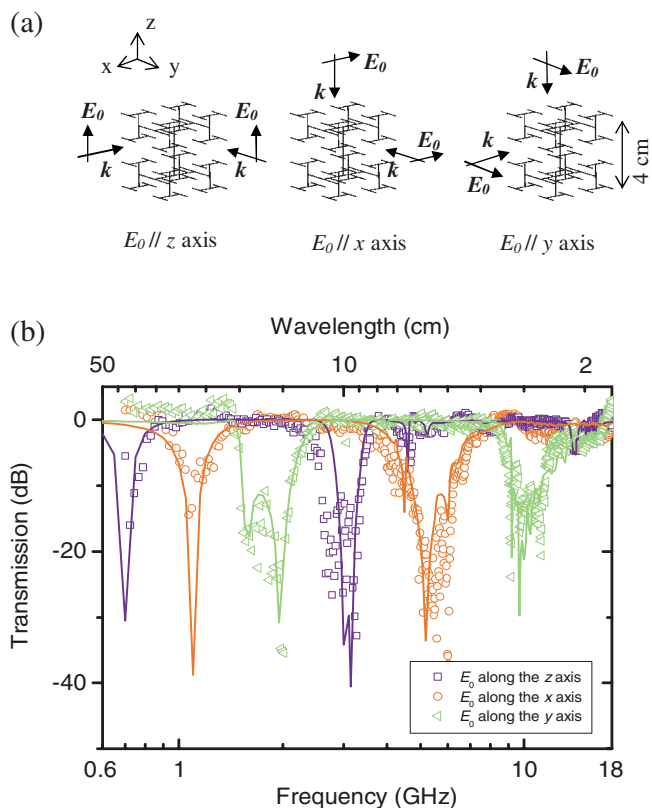 (a)
z
x
y
E0
k
E0
k
E0
k
E0
k
E0
k
k
E0
4 cm
E0 // z axis
E0 // x axis
E0 // y axis
(b)
Wavelength (cm)
50 10 2
0
-20
-40
Transmission (dB)
E0 along the z axis
E0 along the x axis
E0 along the y axis
0.6 1 10 18
Frequency (GHz)